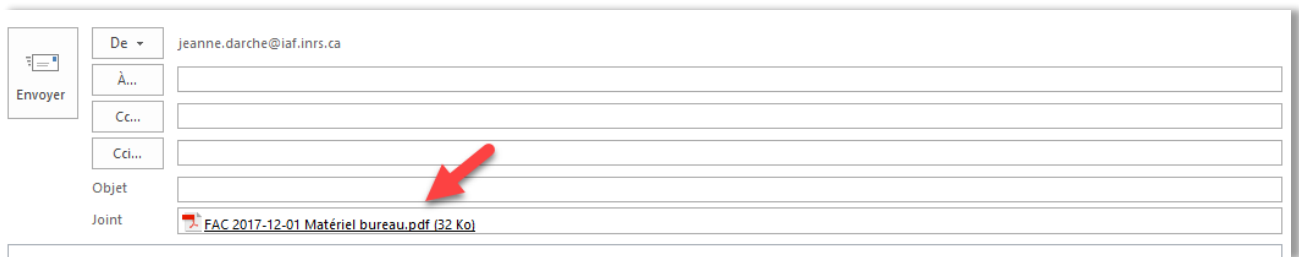 De
jeanne.darche@iaf.inrs.ca
À...
Envoyer
Cc...
Cci...
Objet
Joint
FAC 2017-12-01 Matériel bureau.pdf (32 Ko)